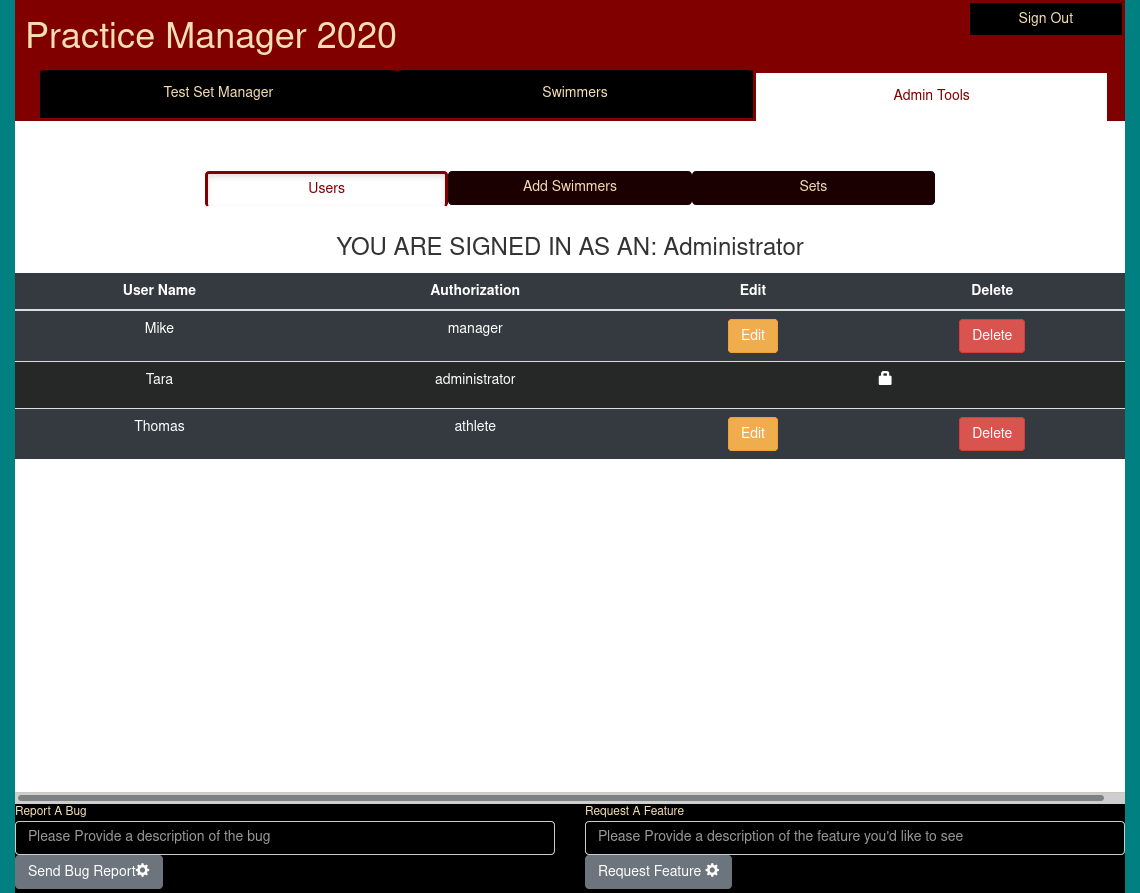 Sign Out
Practice Manager 2020
Test Set Manager Swimmers Admin Tools
Users Add Swimmers Sets
YOU ARE SIGNED IN AS AN: Administrator
User Name Authorization Edit Delete
Mike manager Edit Delete
Tara administrator
Thomas athlete Edit Delete
Report A Bug Request A Feature
Please Provide a description of the bug Please Provide a description of the feature you'd like to see
Send Bug Report Request Feature